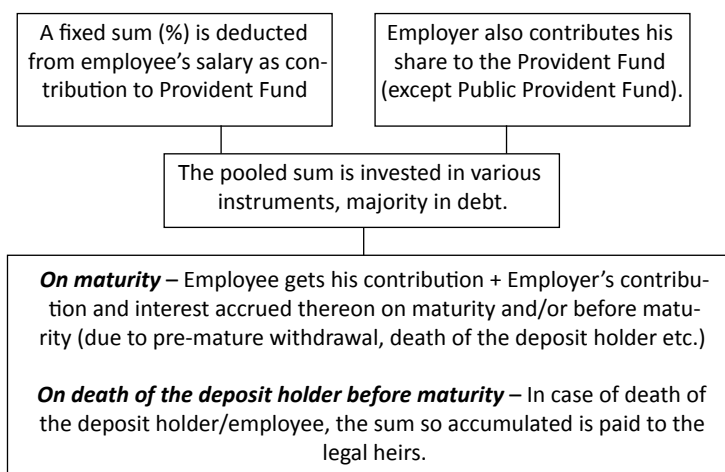 A fixed sum (%) is deducted
from employee’s salary as con-
tribution to Provident Fund
Employer also contributes his
share to the Provident Fund
(except Public Provident Fund).
The pooled sum is invested in various
instruments, majority in debt.
On maturity – Employee gets his contribution + Employer’s contribu-
tion and interest accrued thereon on maturity and/or before matu-
rity (due to pre-mature withdrawal, death of the deposit holder etc.)
On death of the deposit holder before maturity – In case of death of
the deposit holder/employee, the sum so accumulated is paid to the
legal heirs.